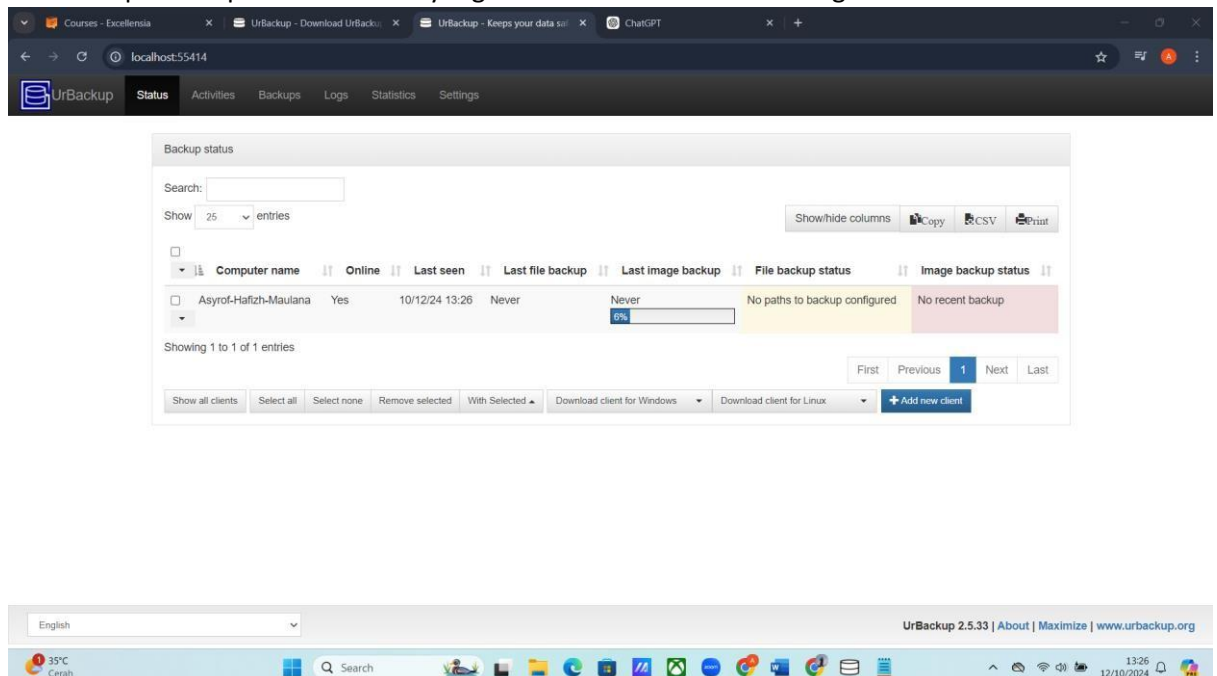 Courses - Excellensia
UrBackup - Download UrBackup
UrBackup - Keeps your data saf
ChatGPT
localhost:55414
UrBackup Status Activities Backups Logs Statistics Settings
Backup status
Search:
Show 25 entries
Show/hide columns Copy CSV Print
Computer name Online Last seen Last file backup Last image backup File backup status Image backup status
Asyrof-Hafizh-Maulana Yes 10/12/24 13:26 Never Never No paths to backup configured No recent backup
6%
Showing 1 to 1 of 1 entries
First Previous 1 Next Last
Show all clients Select all Select none Remove selected With Selected Download client for Windows Download client for Linux Add new client
English
UrBackup 2.5.33 | About | Maximize | www.urbackup.org
35°C
Cerah
Search
13:26
12/10/2024